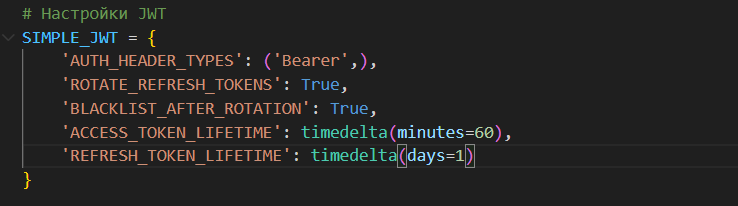 # Настройки JWT
SIMPLE_JWT = {
    'AUTH_HEADER_TYPES': ('Bearer',),
    'ROTATE_REFRESH_TOKENS': True,
    'BLACKLIST_AFTER_ROTATION': True,
    'ACCESS_TOKEN_LIFETIME': timedelta(minutes=60),
    'REFRESH_TOKEN_LIFETIME': timedelta(days=1)
}